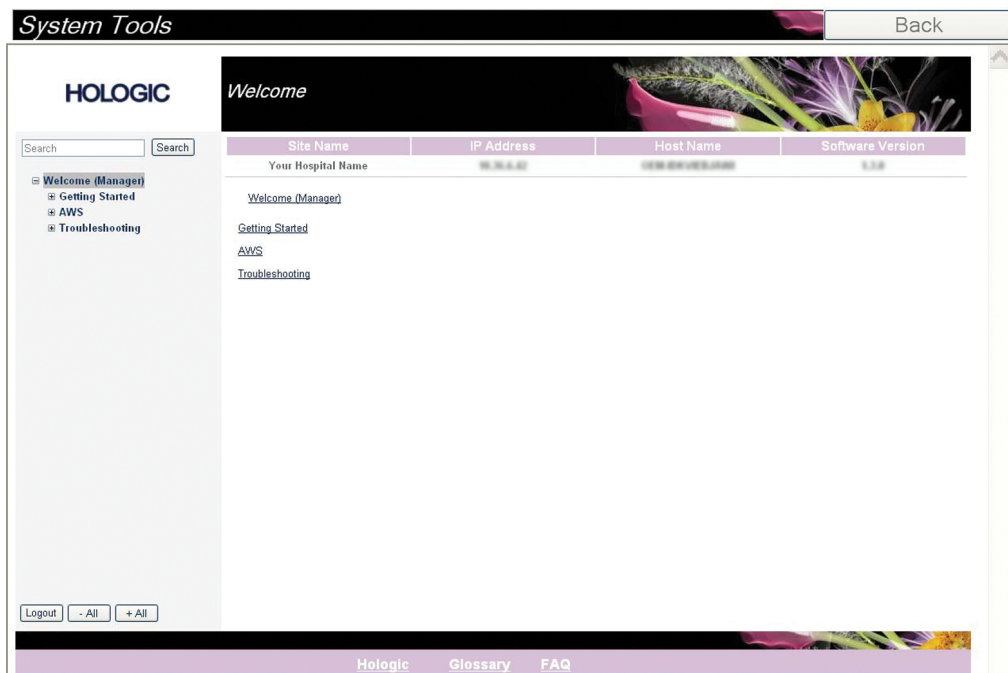 System Tools
Back
HOLOGIC
Welcome
Search Search
Site Name IP Address Host Name Software Version
Your Hospital Name
Welcome (Manager)
Getting Started
AWS
Troubleshooting
Welcome (Manager)
Getting Started
AWS
Troubleshooting
Logout - All + All
Hologic Glossary FAQ